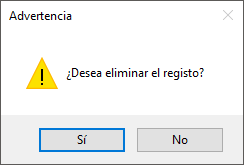 Advertencia
¿Desea eliminar el registo?
Sí
No